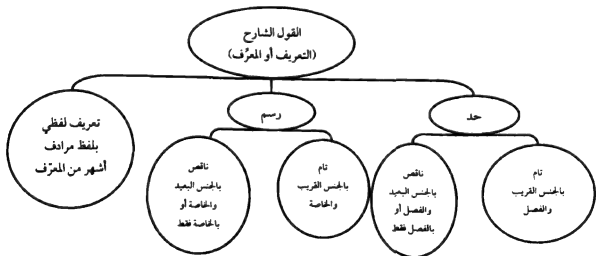 القول الشارح
(التعريف أو المعرِّف)
حد
رسم
تعريف لفظي
بلفظ مرادف
أشهر من المعرّف
تام
بالجنس القريب
والفصل
ناقص
بالجنس البعيد
والفصل أو
بالفصل فقط
تام
بالجنس القريب
والخاصة
ناقص
بالجنس البعيد
والخاصة أو
بالخاصة فقط